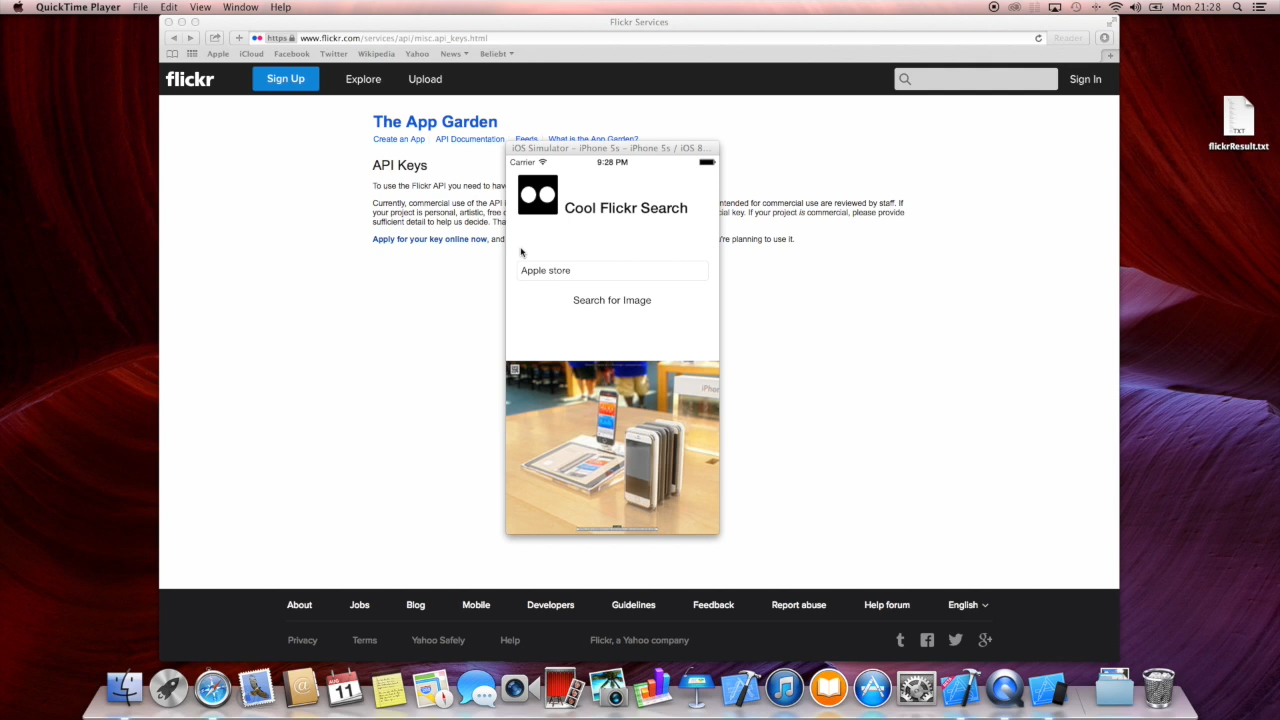 QuickTime Player File Edit View Window Help Mon 21:28
Flickr Services
https www.flickr.com/services/api/misc.api_keys.html Reader
Apple iCloud Facebook Twitter Wikipedia Yahoo News Beliebt
flickr Sign Up Explore Upload Sign In
The App Garden
Create an App API Documentation Feeds What is the App Garden?
API Keys
To use the Flickr API you need to have
Currently, commercial use of the API
ntended for commercial use are reviewed by staff. If
your project is personal, artistic, free
cial key. If your project is commercial, please provide
sufficient detail to help us decide. Tha
Apply for your key online now, and
're planning to use it.
iOS Simulator - iPhone 5s - iPhone 5s / iOS 8...
Carrier 9:28 PM
Cool Flickr Search
Apple store
Search for Image
iPho
TXT
flickrResult.txt
About Jobs Blog Mobile Developers Guidelines Feedback Report abuse Help forum English
Privacy Terms Yahoo Safely Help Flickr, a Yahoo company
AUG
11